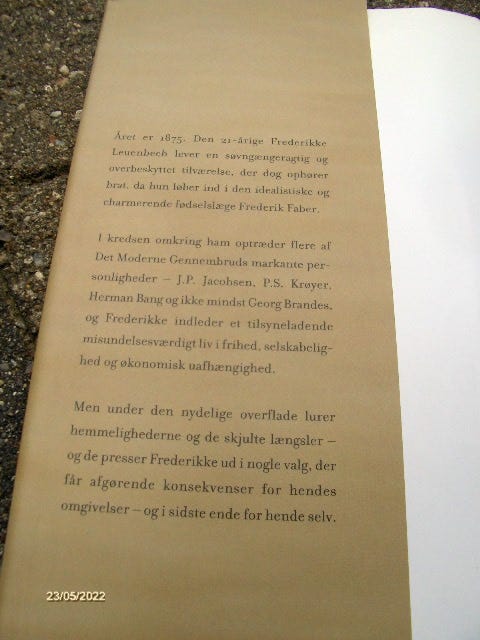 Året er 1875. Den 21-årige Frederikke
Leuenbech lever en søvngængeragtig og
overbeskyttet tilværelse, der dog ophører
brat, da hun løber ind i den idealistiske og
charmerende fødselslæge Frederik Faber.
I kredsen omkring ham optræder flere af
Det Moderne Gennembruds markante per-
sonligheder – J.P. Jacobsen, P.S. Krøyer,
Herman Bang og ikke mindst Georg Brandes,
og Frederikke indleder et tilsyneladende
misundelsesværdigt liv i frihed, selskabelig-
hed og økonomisk uafhængighed.
Men under den nydelige overflade lurer
hemmelighederne og de skjulte længsler –
og de presser Frederikke ud i nogle valg, der
får afgørende konsekvenser for hendes
omgivelser – og i sidste ende for hende selv.
23/05/2022